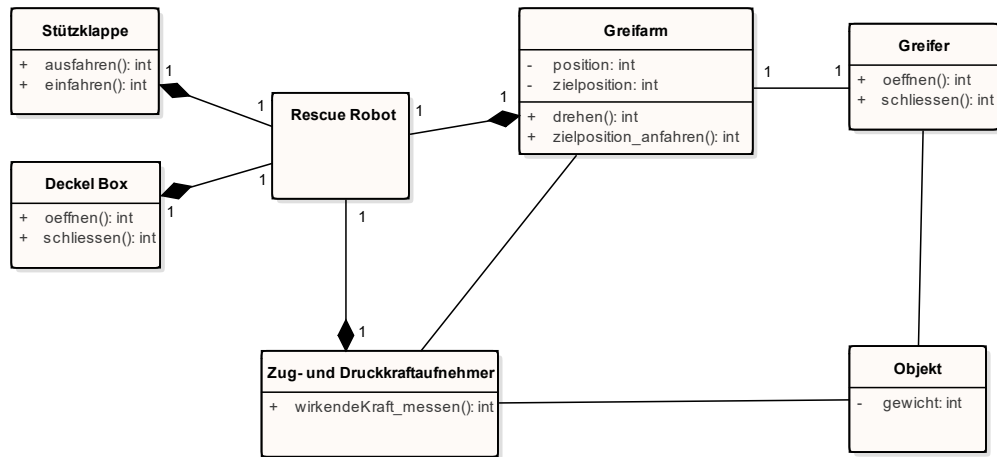 Stützklappe
+ ausfahren(): int
+ einfahren(): int
1
1
Deckel Box
+ oeffnen(): int
+ schliessen(): int
1
1
Rescue Robot
1
1
Greifarm
- position: int
- zielposition: int
+ drehen(): int
+ zielposition_anfahren(): int
1
1
Greifer
+ oeffnen(): int
+ schliessen(): int
1
1
Zug- und Druckkraftaufnehmer
+ wirkendeKraft_messen(): int
Objekt
- gewicht: int